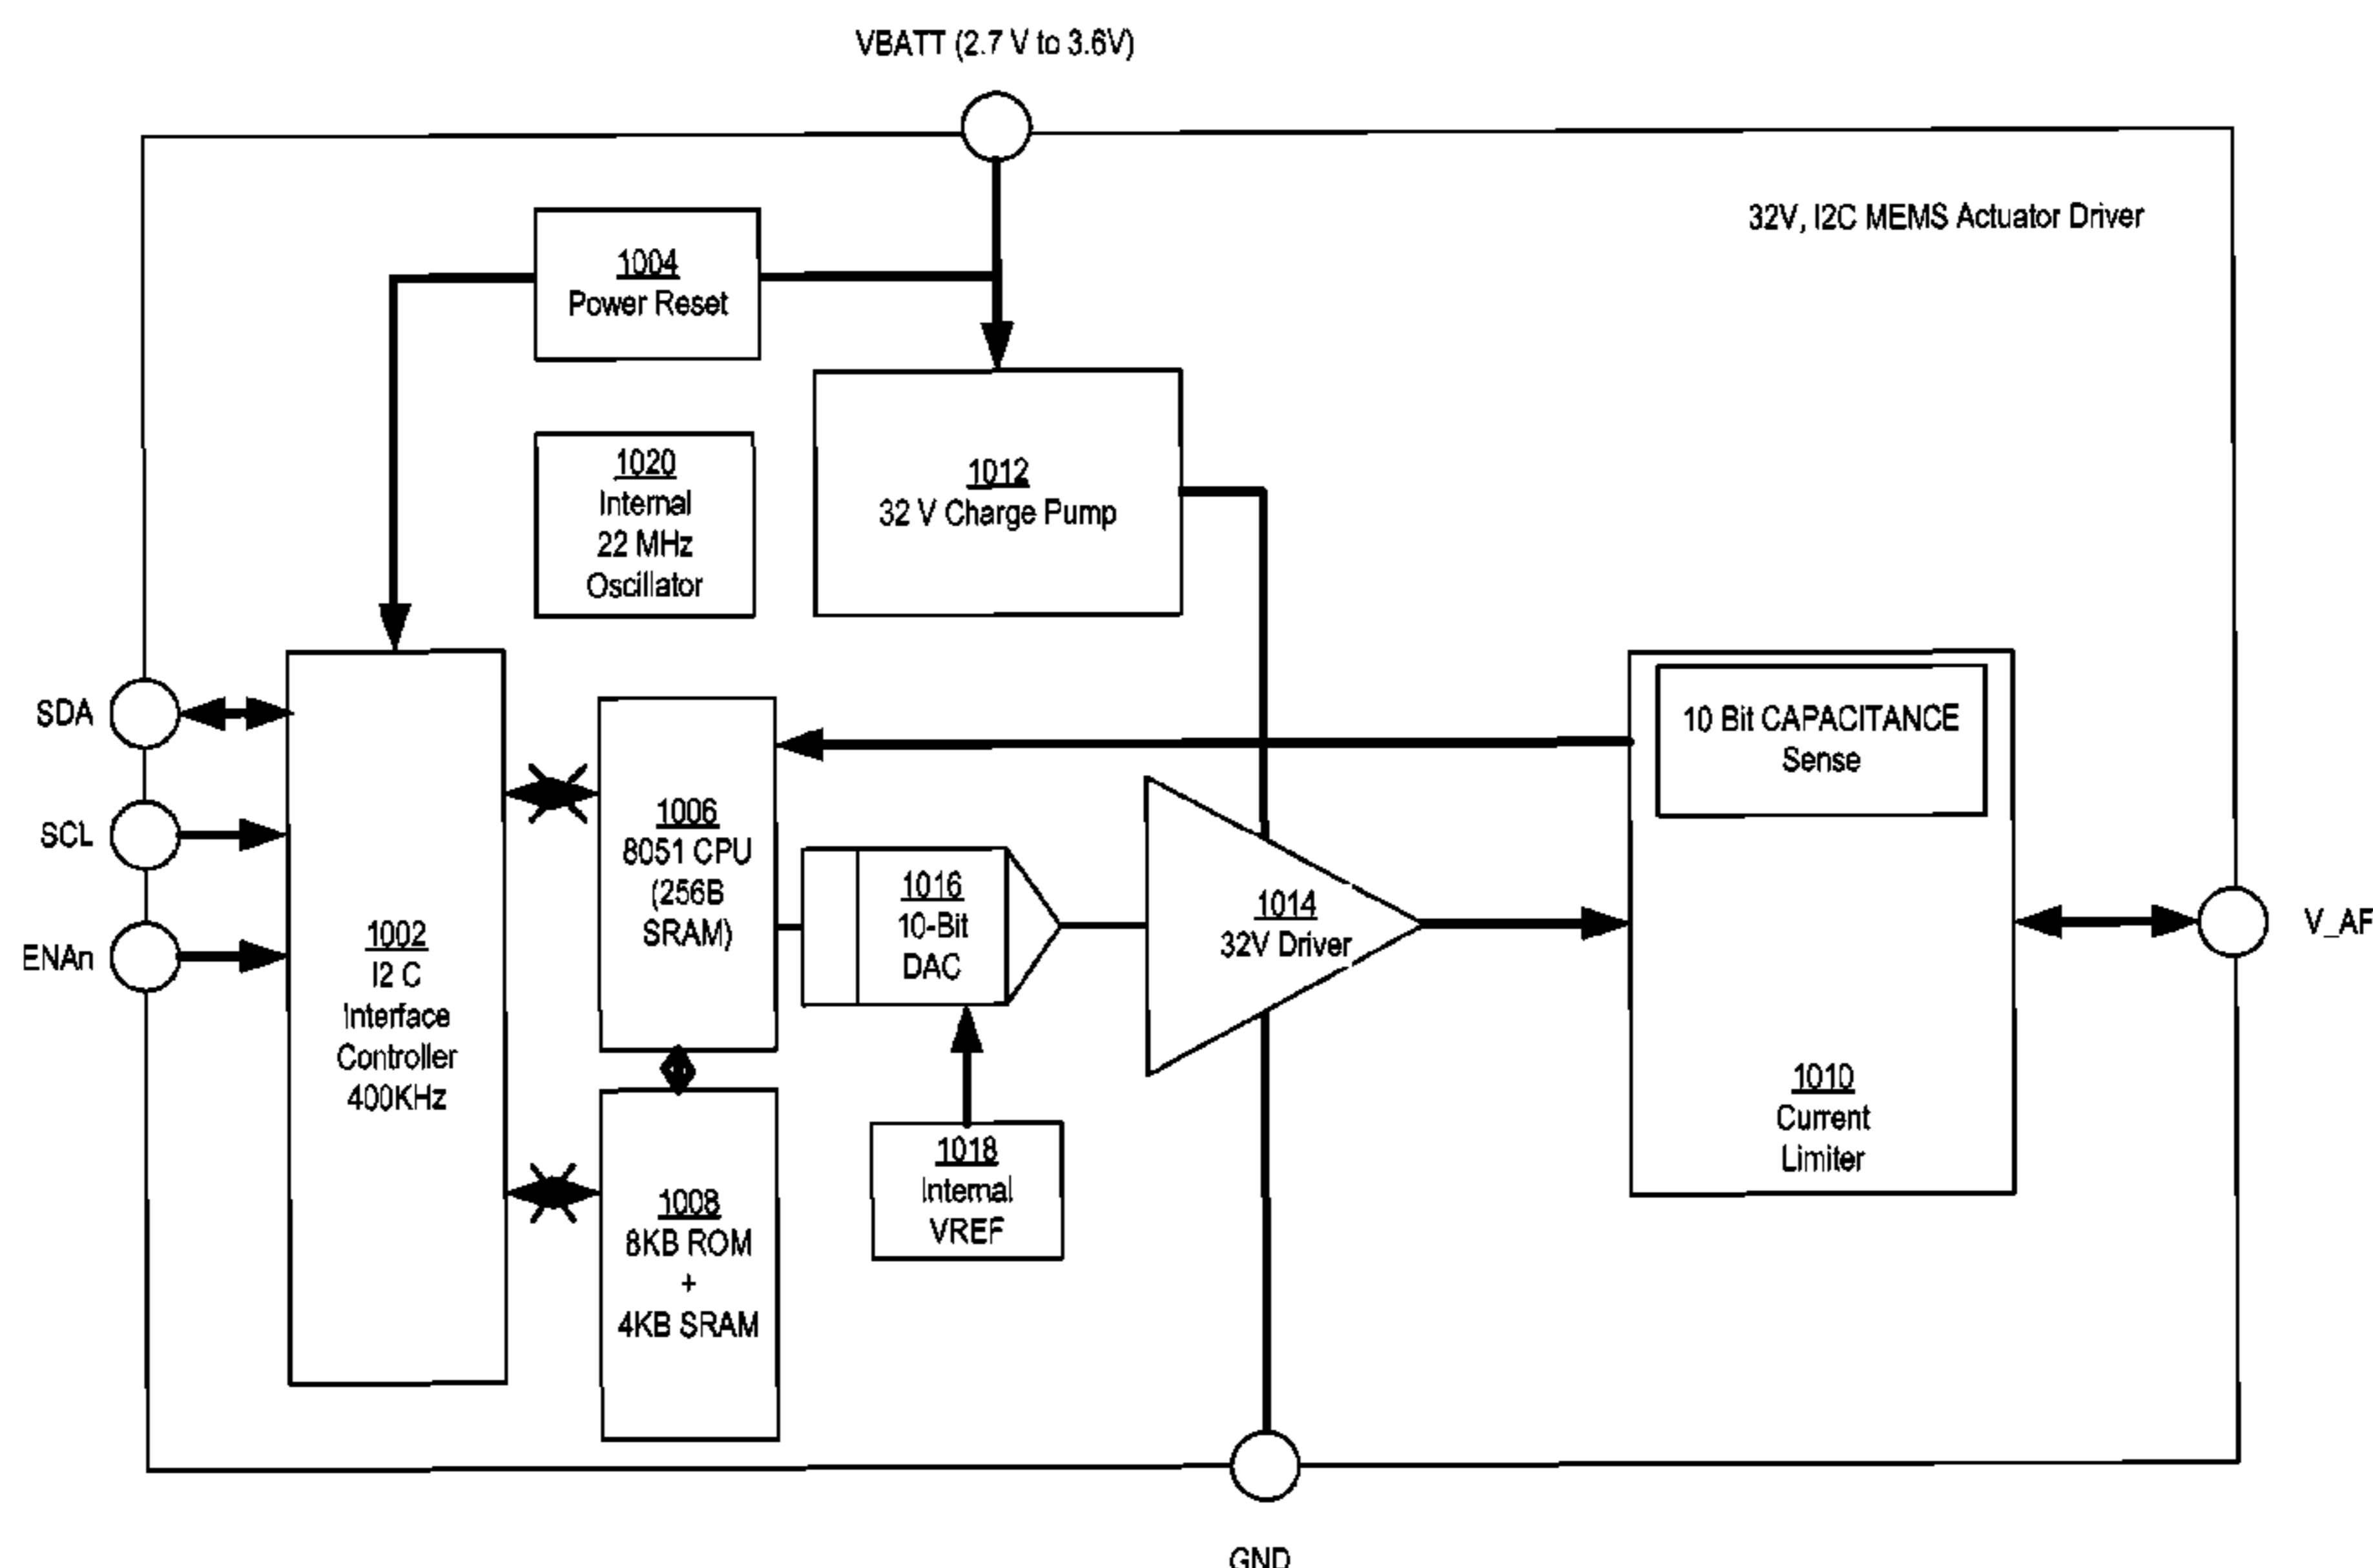 VBATT (2.7 V to 3.6V)
32V, I2C MEMS Actuator Driver
1004
Power Reset
1020
Internal
22 MHz
Oscillator
1012
32 V Charge Pump
SDA
SCL
ENAn
1002
I2 C
Interface
Controller
400KHz
1006
8051 CPU
(256B
SRAM)
1008
8KB ROM
+
4KB SRAM
1016
10-Bit
DAC
1018
Internal
VREF
1014
32V Driver
10 Bit CAPACITANCE
Sense
1010
Current
Limiter
V_AF
GND